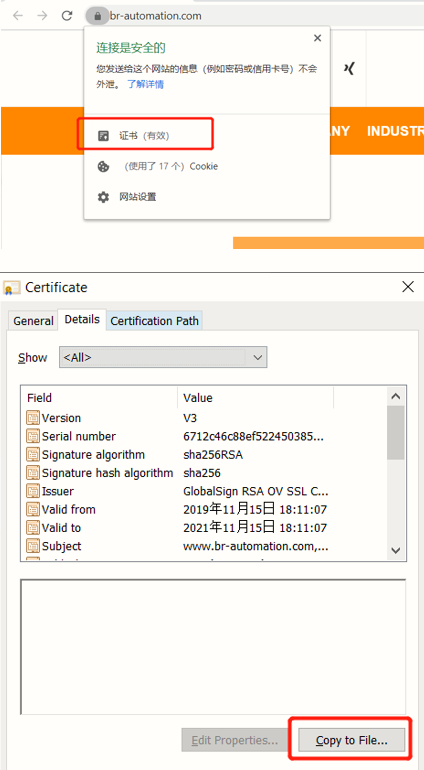 br-automation.com
连接是安全的
您发送给这个网站的信息（例如密码或信用卡号）不会
外泄。 了解详情
NY INDUSTR
证书（有效）
（使用了 17 个）Cookie
网站设置
Certificate
General Details Certification Path
Show <All>
Field Value
Version V3
Serial number 6712c46c88ef522450385...
Signature algorithm sha256RSA
Signature hash algorithm sha256
Issuer GlobalSign RSA OV SSL C...
Valid from 2019年11月15日 18:11:07
Valid to 2021年11月15日 18:11:07
Subject www.br-automation.com,...
Edit Properties... Copy to File...